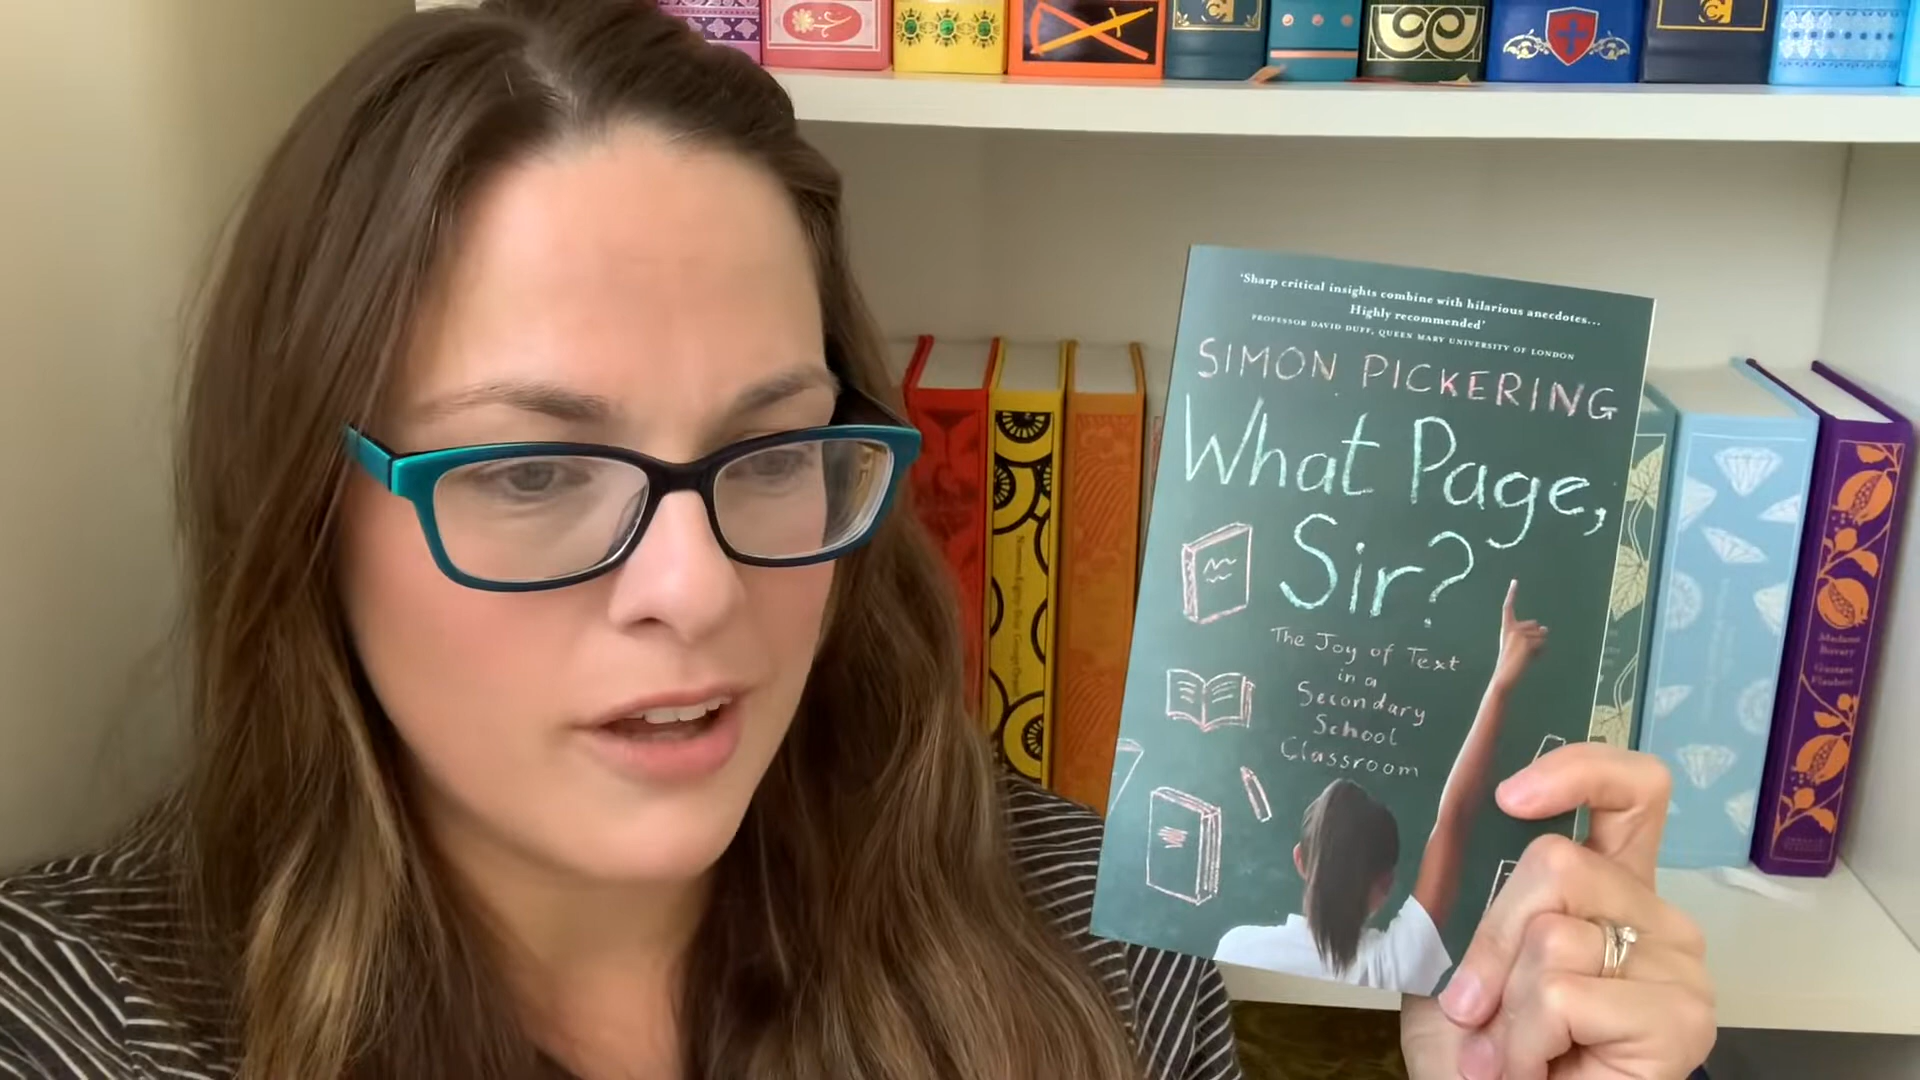 ‘Sharp critical insights combine with hilarious anecdotes...
Highly recommended’
PROFESSOR DAVID DUFF, QUEEN MARY UNIVERSITY OF LONDON
SIMON PICKERING
What Page,
Sir?
The Joy of Text
in a
Secondary
School
Classroom
Madame
Bovary
Gustave
Flaubert